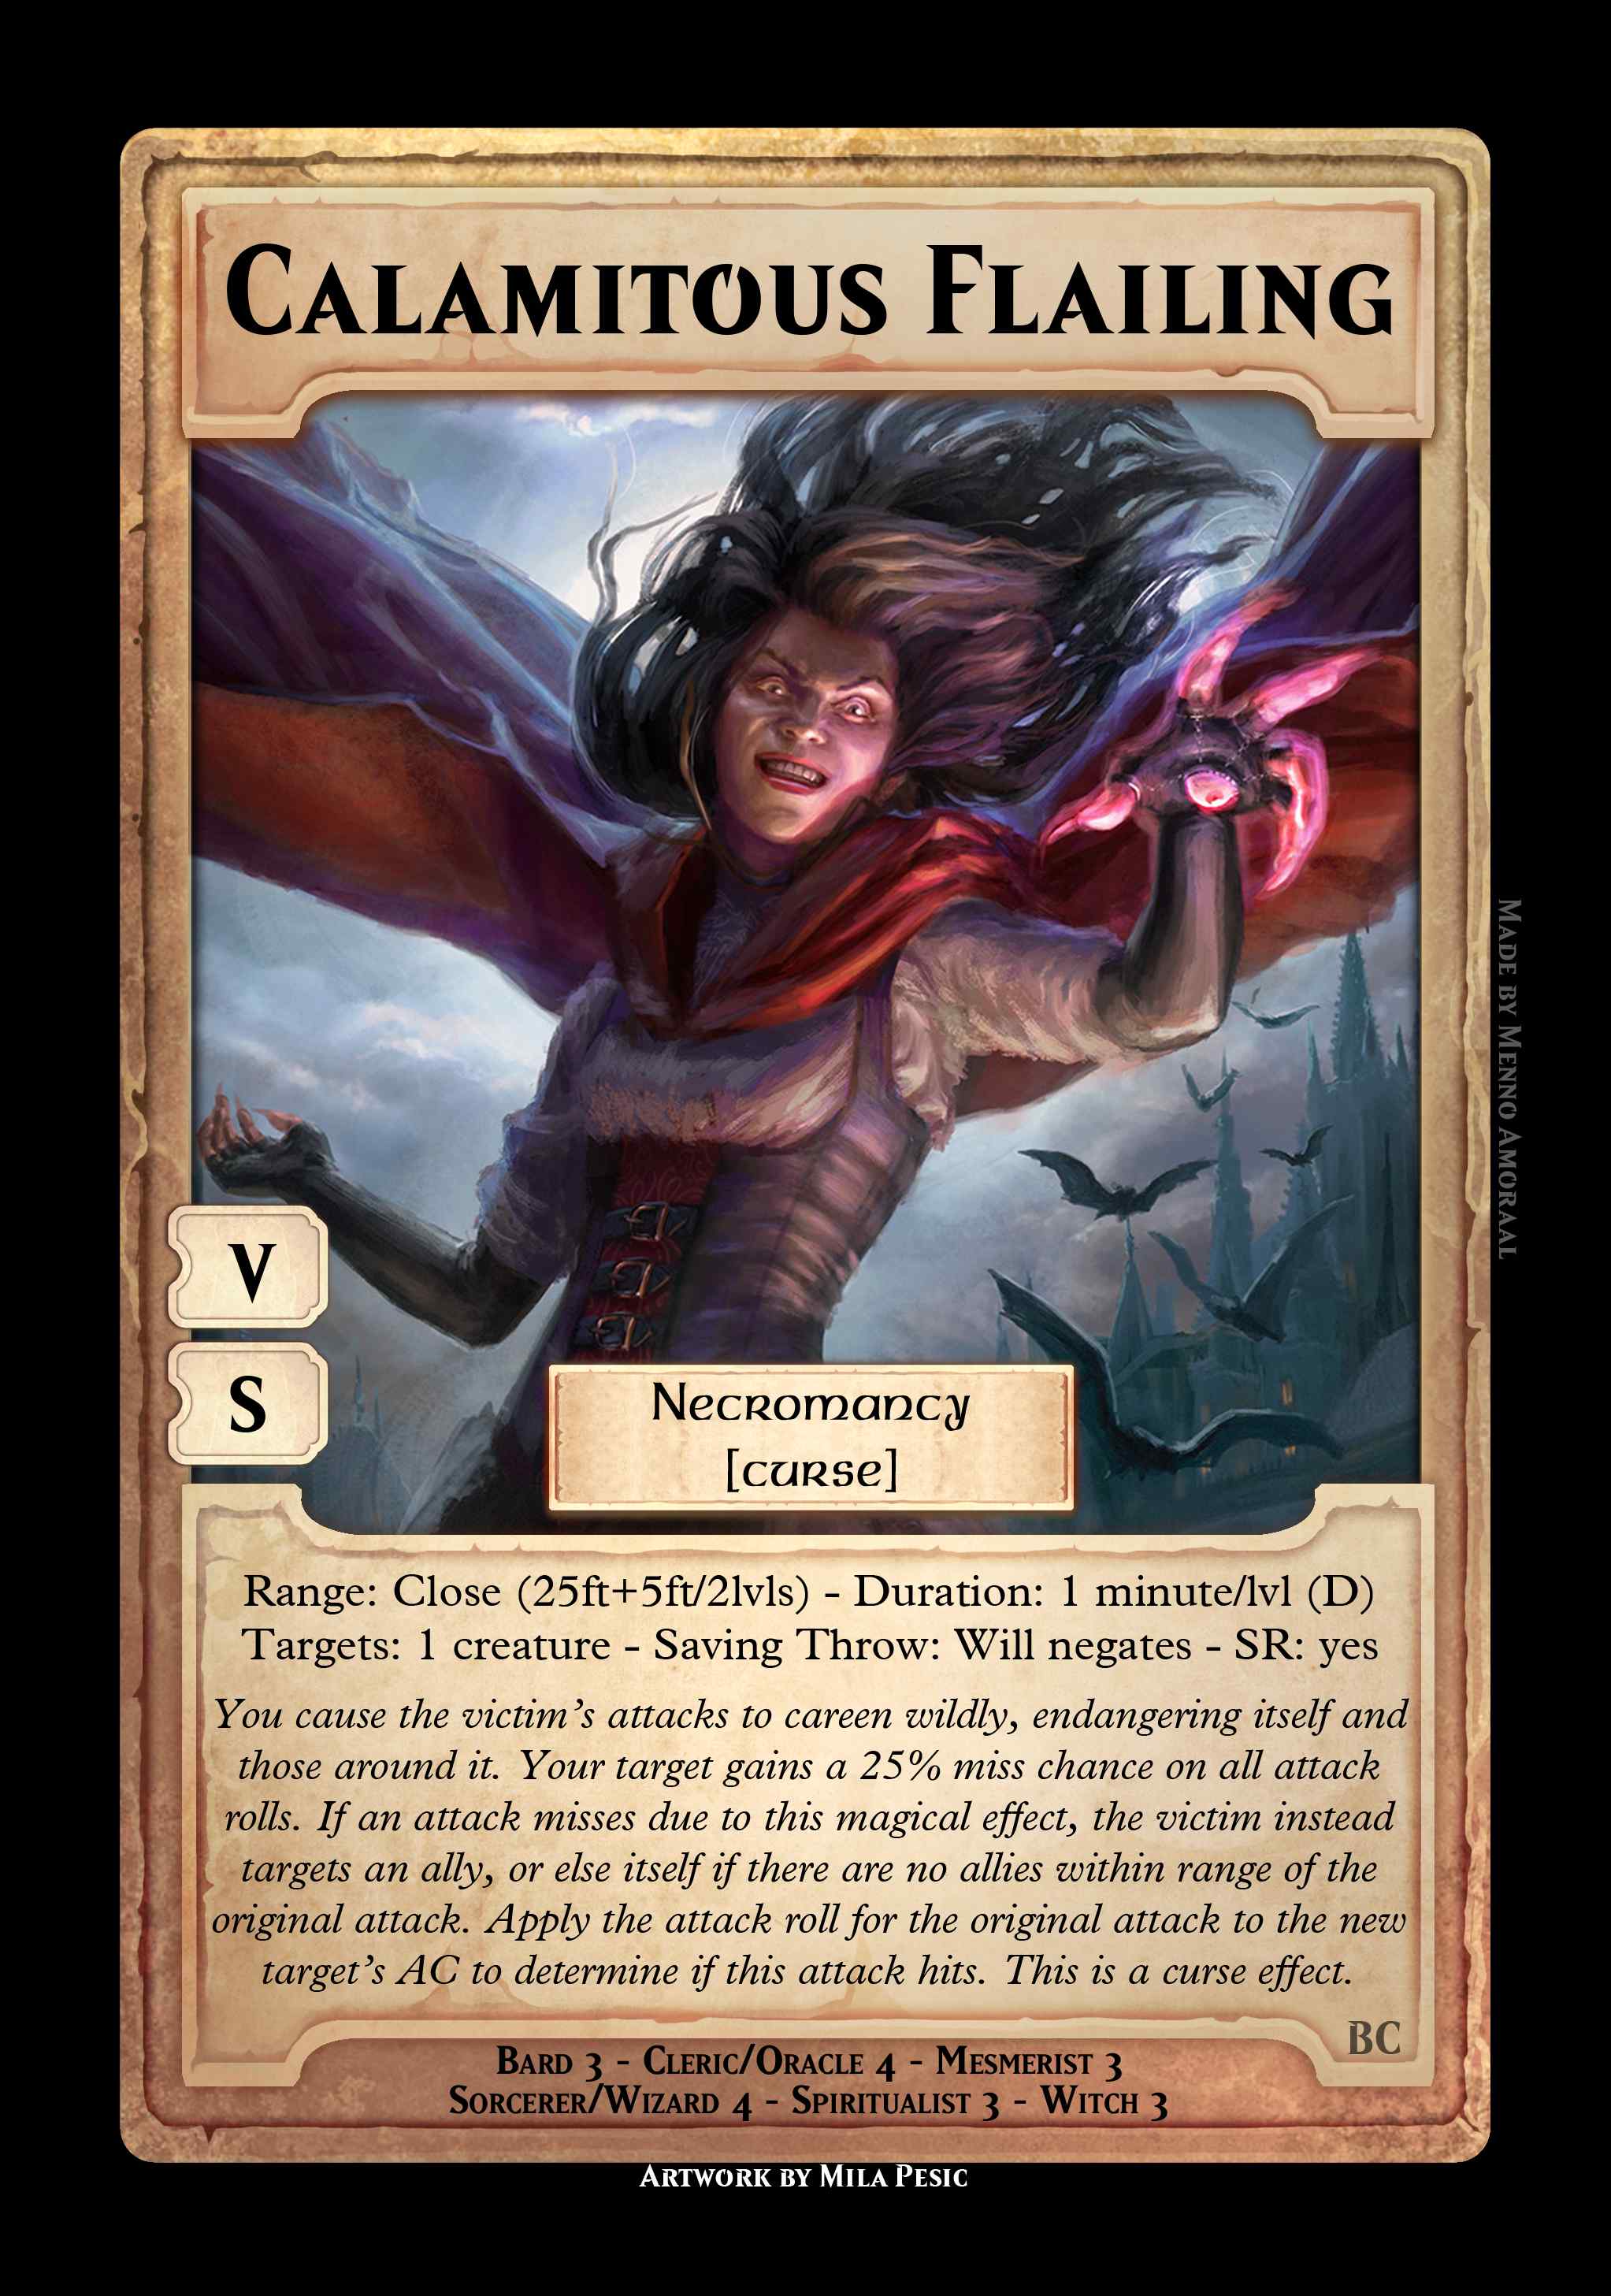 Calamitous Flailing
V
S
Necromancy
[curse]
Range: Close (25ft+5ft/2lvls) - Duration: 1 minute/lvl (D)
Targets: 1 creature - Saving Throw: Will negates - SR: yes
You cause the victim's attacks to careen wildly, endangering itself and
those around it. Your target gains a 25% miss chance on all attack
rolls. If an attack misses due to this magical effect, the victim instead
targets an ally, or else itself if there are no allies within range of the
original attack. Apply the attack roll for the original attack to the new
target's AC to determine if this attack hits. This is a curse effect.
BC
Bard 3 - Cleric/Oracle 4 - Mesmerist 3
Sorcerer/Wizard 4 - Spiritualist 3 - Witch 3
Artwork by Mila Pesic
Made by Menno Amoraal